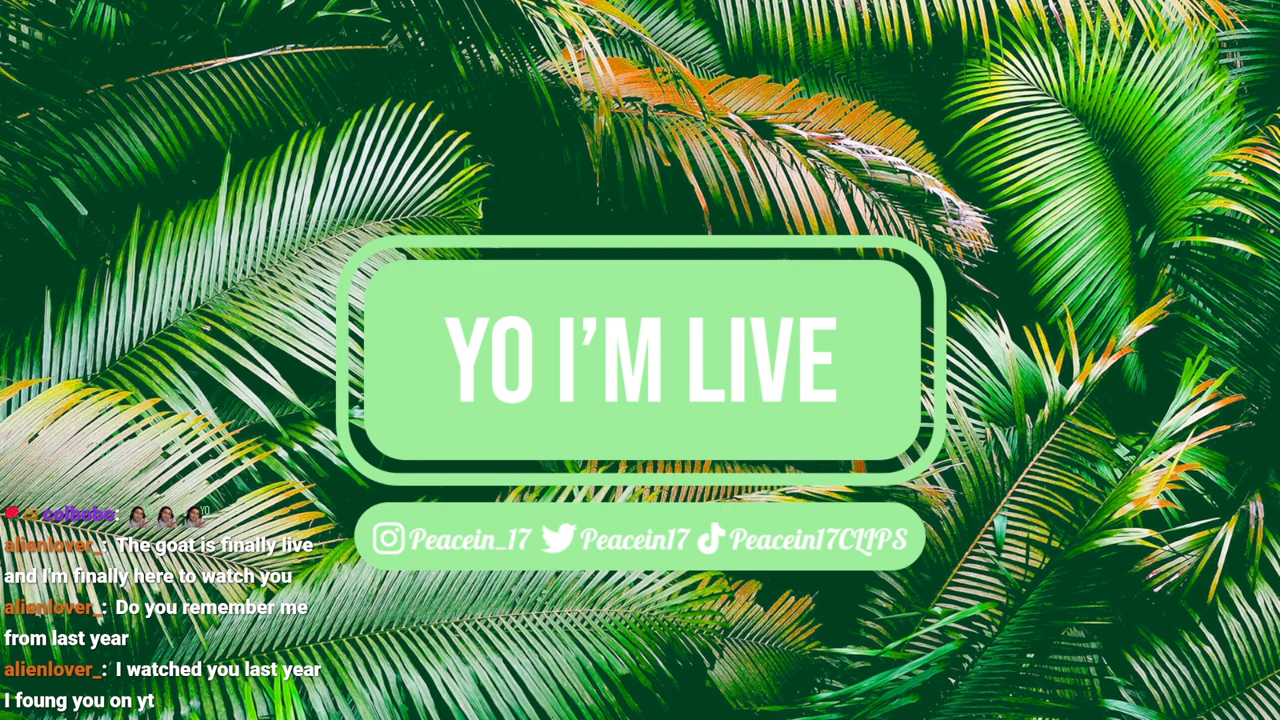 YO I’M LIVE
Peacein_17 Peacein17 Peacein17CLIPS
colbobo
alienlover_: The goat is finally live
and I'm finally here to watch you
alienlover_: Do you remember me
from last year
alienlover_: I watched you last year
I foung you on yt